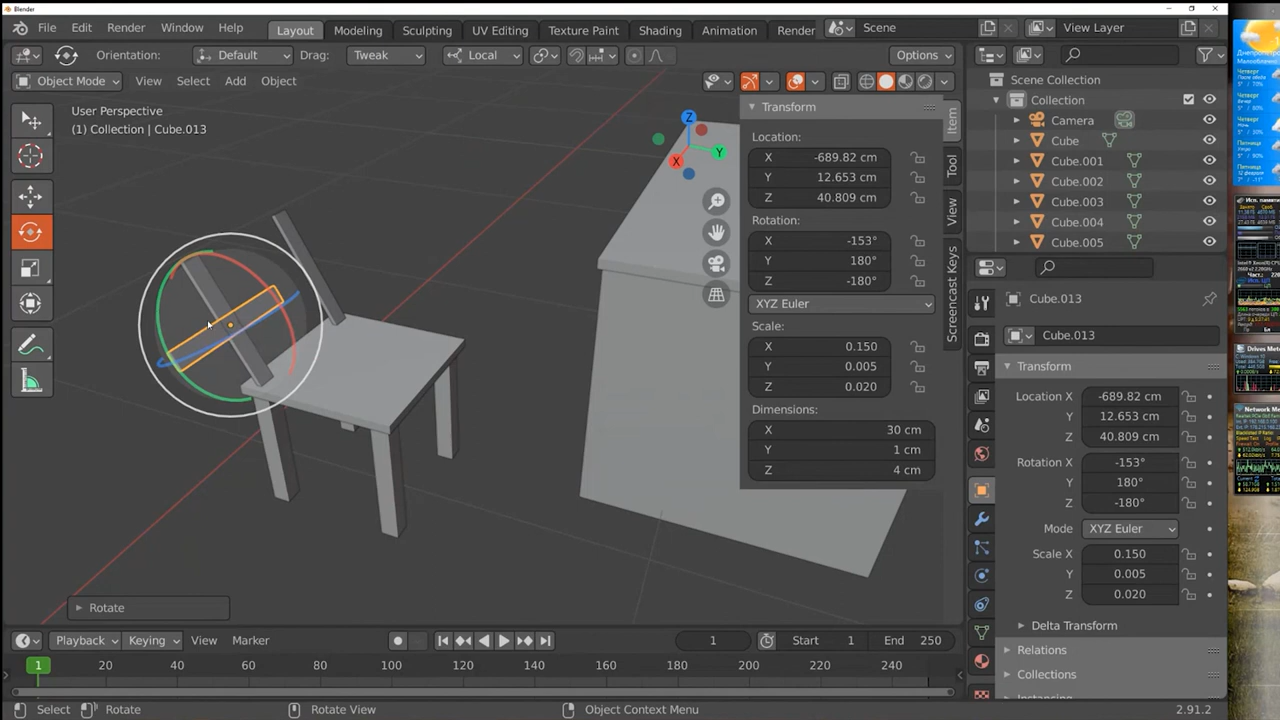 Blender
File Edit Render Window Help Layout Modeling Sculpting UV Editing Texture Paint Shading Animation Render Scene View Layer
Orientation: Default Drag: Tweak Local Options
Object Mode View Select Add Object
User Perspective
(1) Collection | Cube.013
Z
Y
X
Transform
Location:
X -689.82 cm
Y 12.653 cm
Z 40.809 cm
Rotation:
X -153°
Y 180°
Z -180°
XYZ Euler
Scale:
X 0.150
Y 0.005
Z 0.020
Dimensions:
X 30 cm
Y 1 cm
Z 4 cm
Item
Tool
View
Screencast Keys
Scene Collection
Collection
Camera
Cube
Cube.001
Cube.002
Cube.003
Cube.004
Cube.005
Cube.013
Cube.013
Transform
Location X -689.82 cm
Y 12.653 cm
Z 40.809 cm
Rotation X -153°
Y 180°
Z -180°
Mode XYZ Euler
Scale X 0.150
Y 0.005
Z 0.020
Delta Transform
Relations
Collections
Instancing
Rotate
Playback Keying View Marker 1 Start 1 End 250
1 20 40 60 80 100 120 140 160 180 200 220 240
Select Rotate Rotate View Object Context Menu 2.91.2
Четверг
Четверг
Пятница